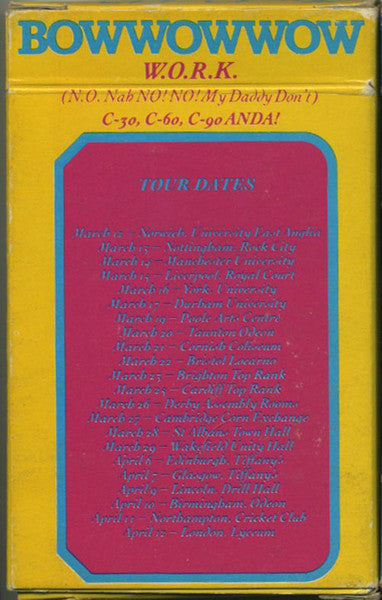 BOWWOWWOW
W.O.R.K.
(N.O. Nah NO! NO! My Daddy Don't)
C-30, C-60, C-90 ANDA!
TOUR DATES
March 12 – Norwich, University East Anglia
March 13 – Nottingham, Rock City
March 14 – Manchester University
March 15 – Liverpool, Royal Court
March 16 – York, University
March 17 – Durham University
March 19 – Poole Arts Centre
March 20 – Taunton Odeon
March 21 – Cornish Coliseum
March 22 – Bristol Locarno
March 23 – Brighton Top Rank
March 25 – Cardiff Top Rank
March 26 – Derby Assembly Rooms
March 27 – Cambridge Corn Exchange
March 28 – St Albans Town Hall
March 29 – Wakefield Unity Hall
April 6 – Edinburgh, Tiffanys
April 7 – Glasgow, Tiffanys
April 9 – Lincoln, Drill Hall
April 10 – Birmingham, Odeon
April 11 – Northampton, Cricket Club
April 12 – London, Lyceum